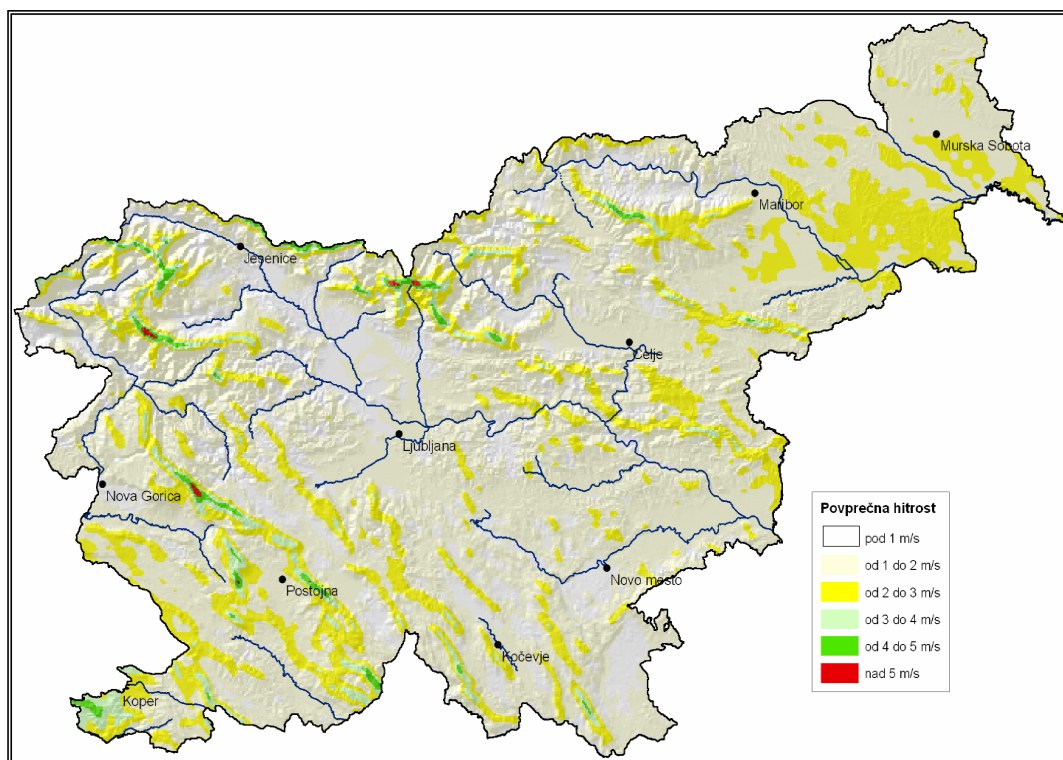 Murska Sobota
Maribor
Jesenice
Celje
Ljubljana
Nova Gorica
Novo mesto
Postojna
Kočevje
Koper
Povprečna hitrost
pod 1 m/s
od 1 do 2 m/s
od 2 do 3 m/s
od 3 do 4 m/s
od 4 do 5 m/s
nad 5 m/s